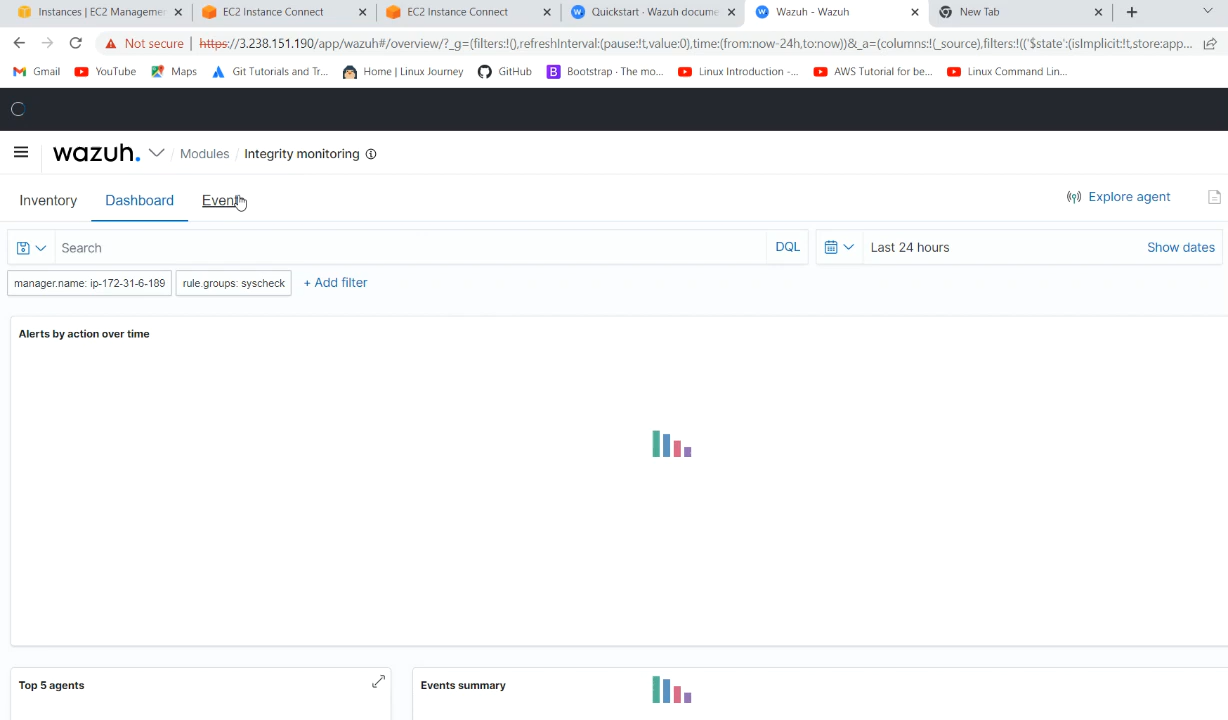 Instances | EC2 Managemen
EC2 Instance Connect
EC2 Instance Connect
Quickstart · Wazuh docume
Wazuh - Wazuh
New Tab
Not secure | https://3.238.151.190/app/wazuh#/overview/?_g=(filters:!(),refreshInterval:(pause:!t,value:0),time:(from:now-24h,to:now))&_a=(columns:!(_source),filters:!(('$state':(isImplicit:!t,store:app...
Gmail
YouTube
Maps
Git Tutorials and Tr...
Home | Linux Journey
GitHub
Bootstrap · The mo...
Linux Introduction -...
AWS Tutorial for be...
Linux Command Lin...
wazuh. / Modules / Integrity monitoring
Inventory
Dashboard
Events
Explore agent
Search
DQL
Last 24 hours
Show dates
manager.name: ip-172-31-6-189
rule.groups: syscheck
+ Add filter
Alerts by action over time
Top 5 agents
Events summary